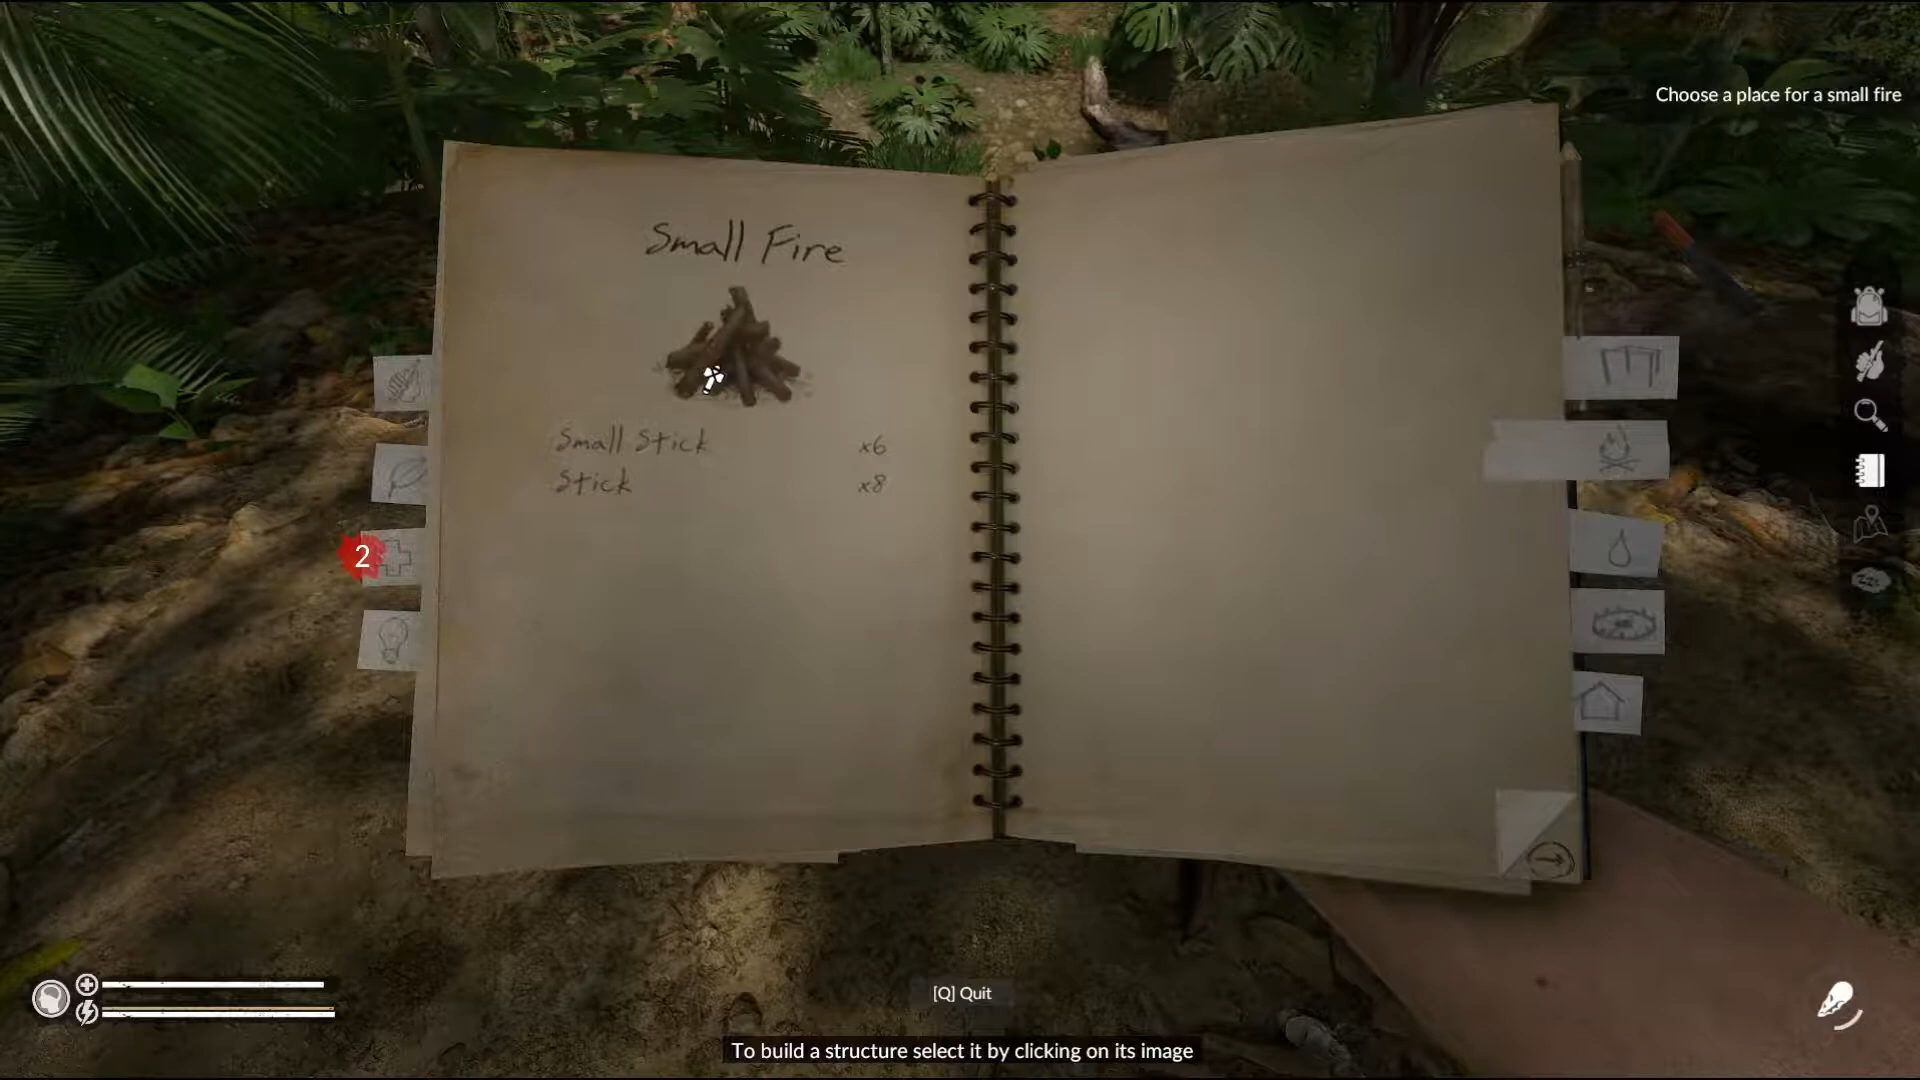 Choose a place for a small fire
Small Fire
Small Stick x6
Stick x8
2
[Q] Quit
To build a structure select it by clicking on its image